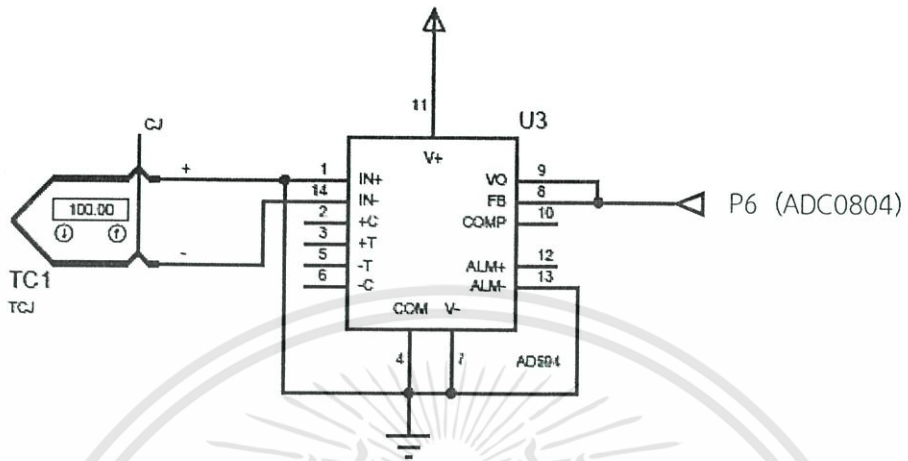 11
U3
CJ
V+
+
1 IN+ VO 9
14 IN- FB 8
P6 (ADC0804)
100.00
2 +C COMP 10
3 +T
5 -T ALM+ 12
6 -C ALM- 13
-
TC1
TCJ
COM V-
4 7
AD594